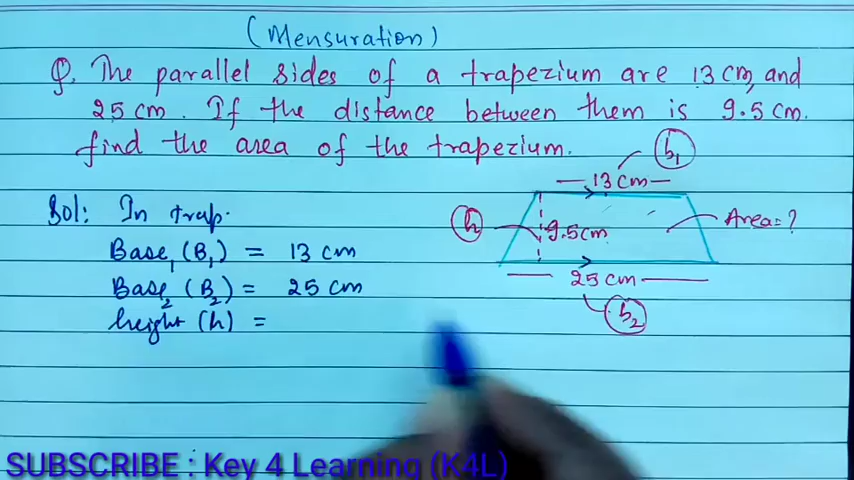 (Mensuration)
Q. The parallel sides of a trapezium are 13 cm, and
25 cm. If the distance between them is 9.5 cm.
find the area of the trapezium.
b1
13 cm
Sol: In trap.
h
9.5cm
Area = ?
Base1 (B1) = 13 cm
25 cm
Base2 (B2) = 25 cm
b2
height (h) =
SUBSCRIBE : Key 4 Learning (K4L)